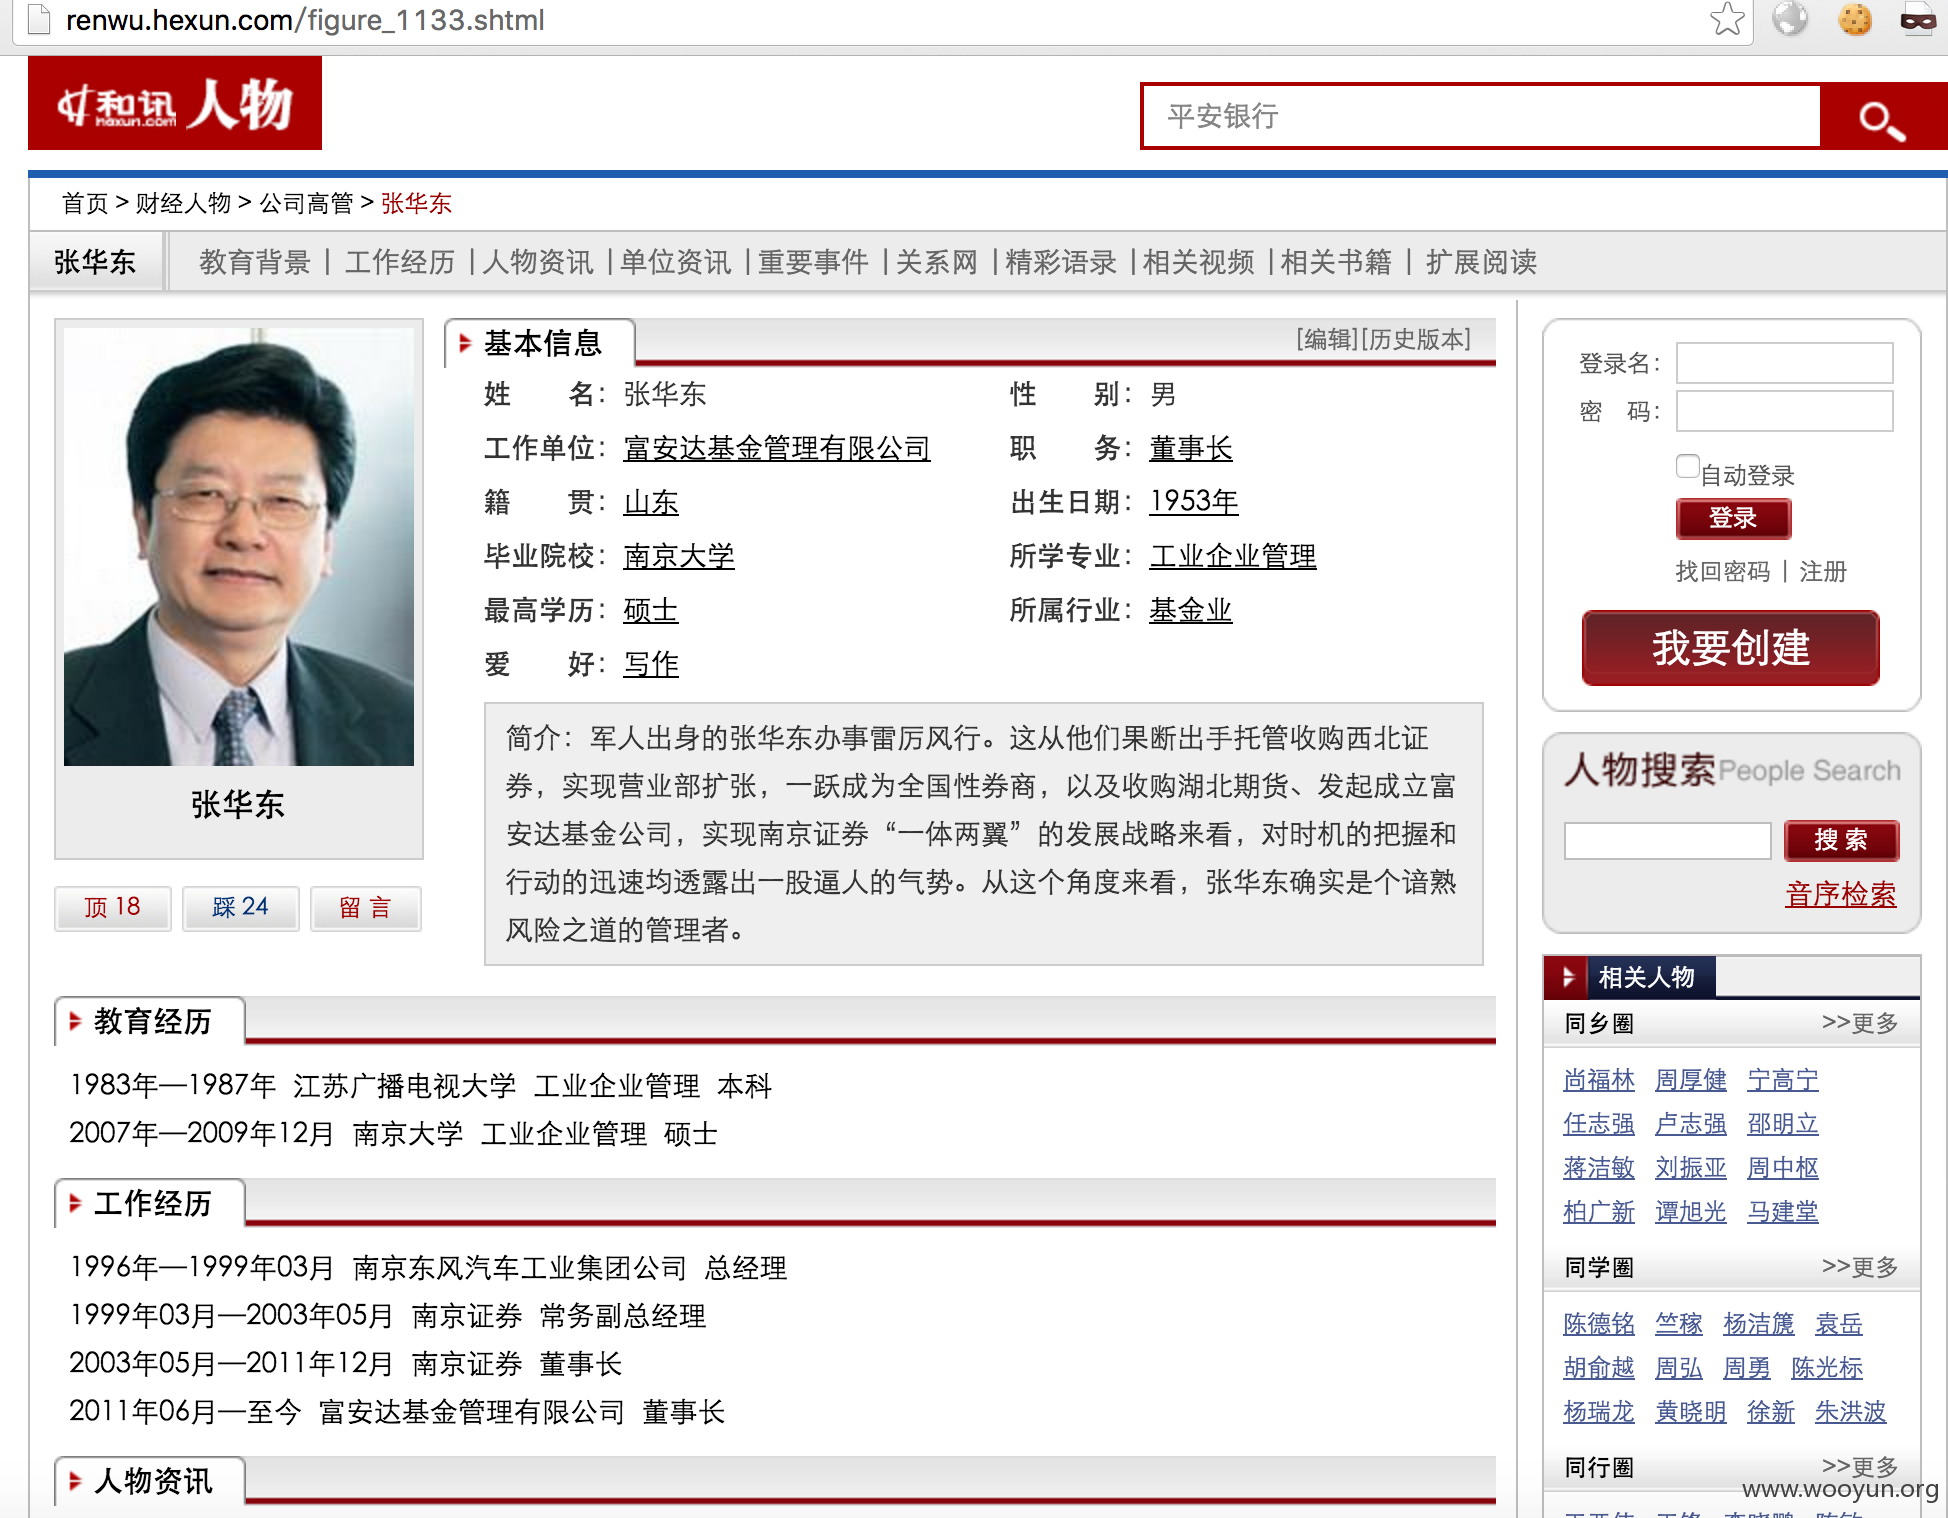 renwu.hexun.com/figure_1133.shtml
和讯 人物
hexun.com
平安银行
首页 > 财经人物 > 公司高管 > 张华东
张华东 教育背景 | 工作经历 | 人物资讯 | 单位资讯 | 重要事件 | 关系网 | 精彩语录 | 相关视频 | 相关书籍 | 扩展阅读
张华东
顶 18 踩 24 留 言
基本信息 [编辑][历史版本]
姓 名： 张华东 性 别： 男
工作单位： 富安达基金管理有限公司 职 务： 董事长
籍 贯： 山东 出生日期： 1953年
毕业院校： 南京大学 所学专业： 工业企业管理
最高学历： 硕士 所属行业： 基金业
爱 好： 写作
简介：军人出身的张华东办事雷厉风行。这从他们果断出手托管收购西北证
券，实现营业部扩张，一跃成为全国性券商，以及收购湖北期货、发起成立富
安达基金公司，实现南京证券“一体两翼”的发展战略来看，对时机的把握和
行动的迅速均透露出一股逼人的气势。从这个角度来看，张华东确实是个谙熟
风险之道的管理者。
教育经历
1983年—1987年 江苏广播电视大学 工业企业管理 本科
2007年—2009年12月 南京大学 工业企业管理 硕士
工作经历
1996年—1999年03月 南京东风汽车工业集团公司 总经理
1999年03月—2003年05月 南京证券 常务副总经理
2003年05月—2011年12月 南京证券 董事长
2011年06月—至今 富安达基金管理有限公司 董事长
人物资讯
登录名：
密 码：
自动登录
登录
找回密码 | 注册
我要创建
人物搜索People Search
搜 索
音序检索
相关人物
同乡圈 >>更多
尚福林 周厚健 宁高宁
任志强 卢志强 邵明立
蒋洁敏 刘振亚 周中枢
柏广新 谭旭光 马建堂
同学圈 >>更多
陈德铭 竺稼 杨洁篪 袁岳
胡俞越 周弘 周勇 陈光标
杨瑞龙 黄晓明 徐新 朱洪波
同行圈 >>更多
www.wooyun.org